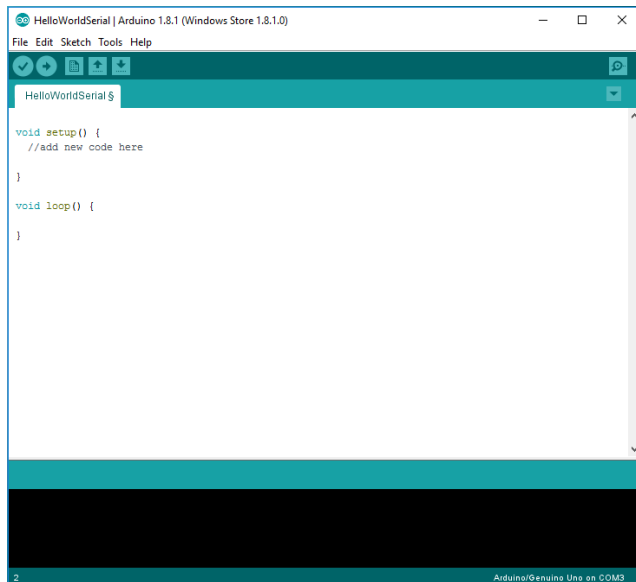 HelloWorldSerial | Arduino 1.8.1 (Windows Store 1.8.1.0)
File Edit Sketch Tools Help
HelloWorldSerial §
void setup() {
  //add new code here
}
void loop() {
}
2
Arduino/Genuino Uno on COM3